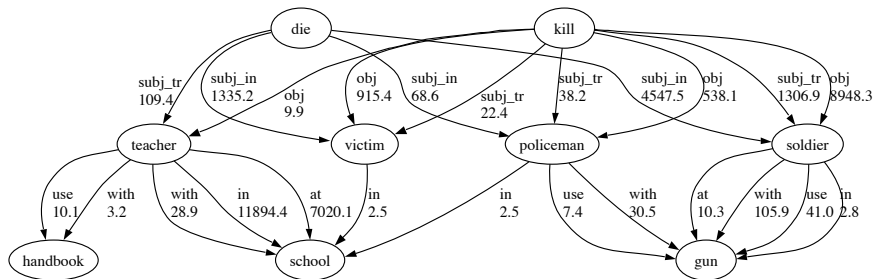 die
kill
subj_tr
109.4
subj_in
1335.2
obj
9.9
obj
915.4
subj_in
68.6
subj_tr
22.4
subj_tr
38.2
subj_in
4547.5
obj
538.1
subj_tr
1306.9
obj
8948.3
teacher
victim
policeman
soldier
use
10.1
with
3.2
with
28.9
in
11894.4
at
7020.1
in
2.5
in
2.5
use
7.4
with
30.5
at
10.3
with
105.9
use
41.0
in
2.8
handbook
school
gun